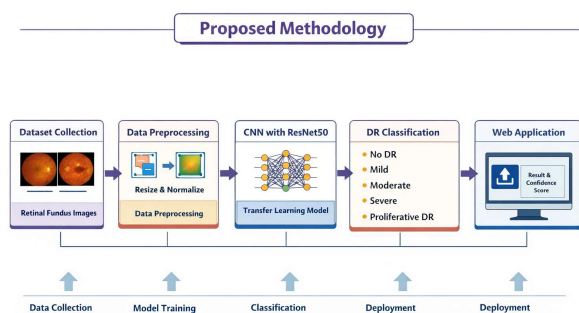 Proposed Methodology
Dataset Collection
Retinal Fundus Images
Data Preprocessing
Resize & Normalize
Data Preprocessing
CNN with ResNet50
Transfer Learning Model
DR Classification
No DR
Mild
Moderate
Severe
Proliferative DR
Web Application
Result &
Confidence
Score
Data Collection
Model Training
Classification
Deployment
Deployment